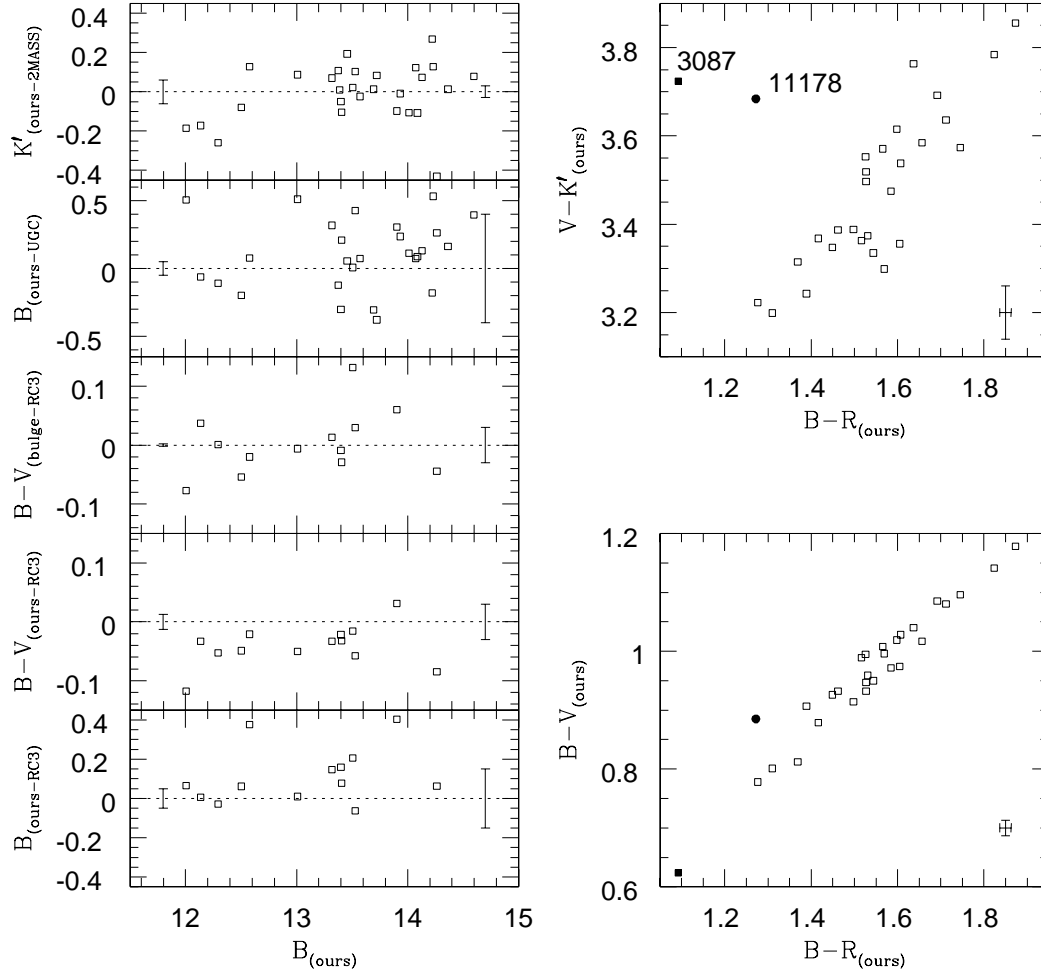 K′(ours−2MASS)
0.4
0.2
0
-0.2
-0.4
B(ours−UGC)
0.5
0
-0.5
B−V(bulge−RC3)
0.1
0
-0.1
B−V(ours−RC3)
0.1
0
-0.1
B(ours−RC3)
0.4
0.2
0
-0.2
-0.4
12 13 14 15
B(ours)
V−K′(ours)
3.8
3.6
3.4
3.2
3087
11178
1.2 1.4 1.6 1.8
B−R(ours)
B−V(ours)
1.2
1
0.8
0.6
1.2 1.4 1.6 1.8
B−R(ours)